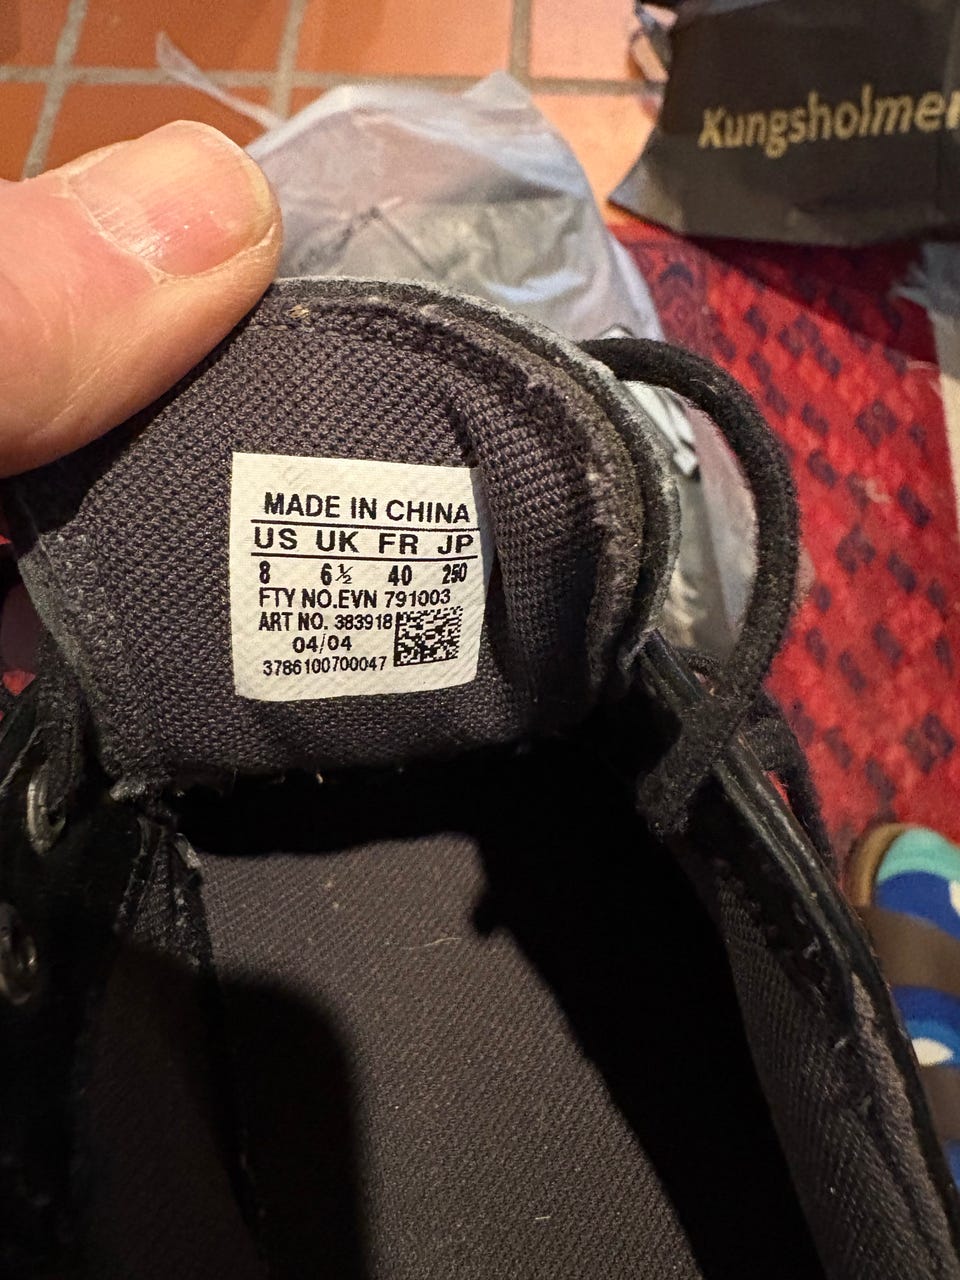 Kungsholmen
MADE IN CHINA
US UK FR JP
8 6½ 40 250
FTY NO.EVN 791003
ART NO. 383918
04/04
3786100700047